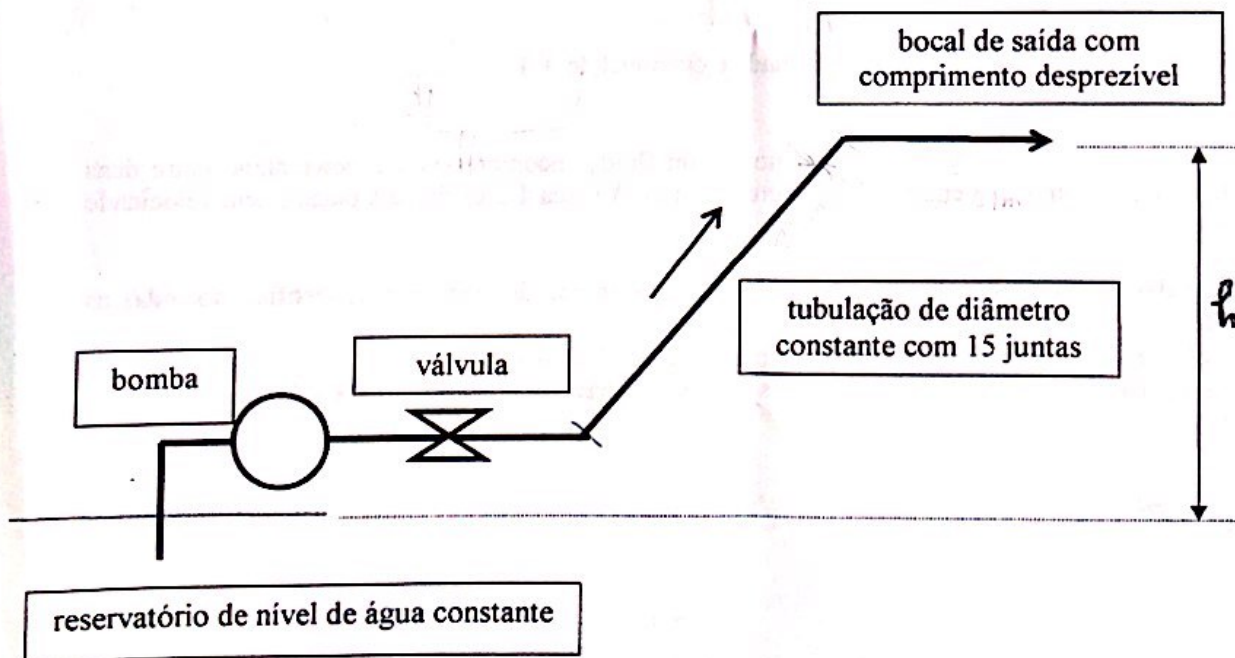 bocal de saída com
comprimento desprezível
tubulação de diâmetro
constante com 15 juntas
h
bomba
válvula
reservatório de nível de água constante